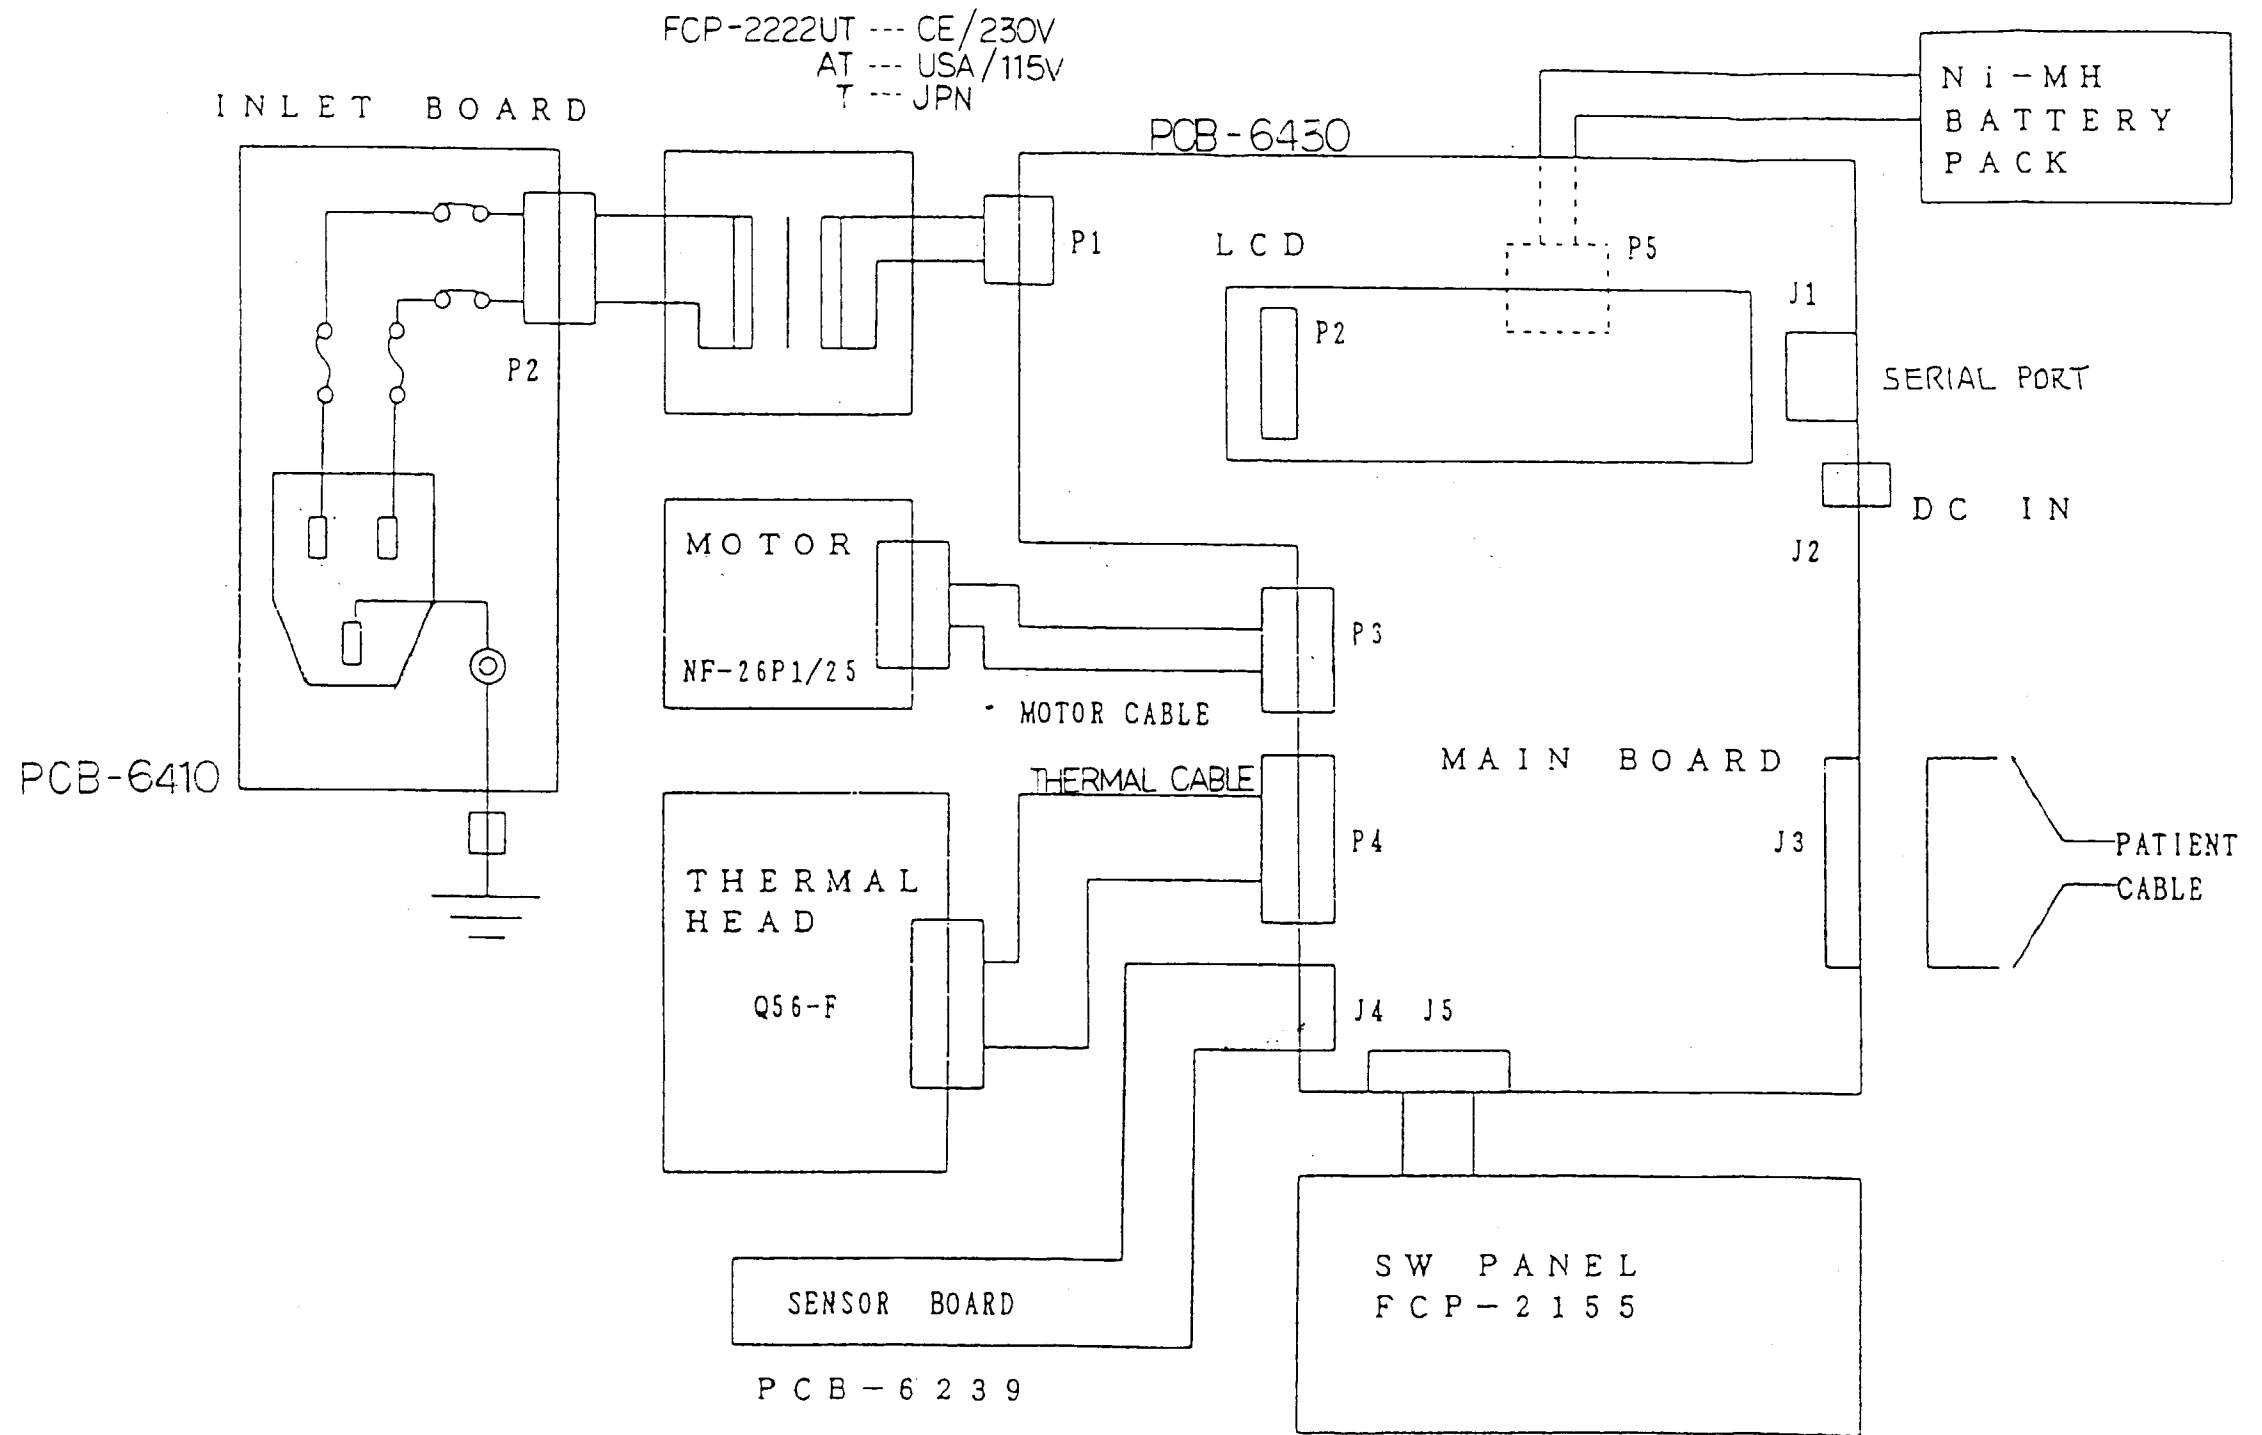 FCP-2222UT --- CE/230V
AT --- USA/115V
T --- JPN
INLET BOARD
PCB-6430
Ni-MH
BATTERY
PACK
P1
LCD
P5
J1
P2
P2
SERIAL PORT
DC IN
J2
MOTOR
P3
NF-26P1/25
MOTOR CABLE
PCB-6410
THERMAL CABLE
MAIN BOARD
P4
J3
PATIENT
CABLE
THERMAL
HEAD
Q56-F
J4 J5
SW PANEL
FCP-2155
SENSOR BOARD
PCB-6239